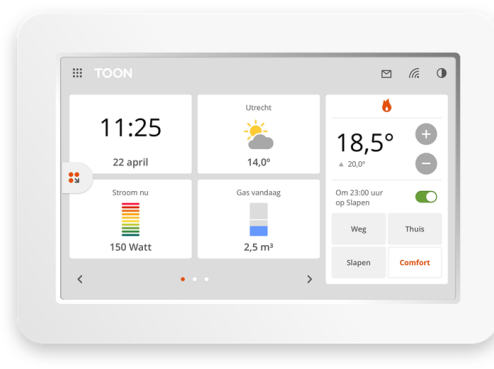 TOON
11:25
22 april
Utrecht
14,0°
18,5°
20,0°
Om 23:00 uur
op Slapen
Stroom nu
150 Watt
Gas vandaag
2,5 m³
Weg
Thuis
Slapen
Comfort